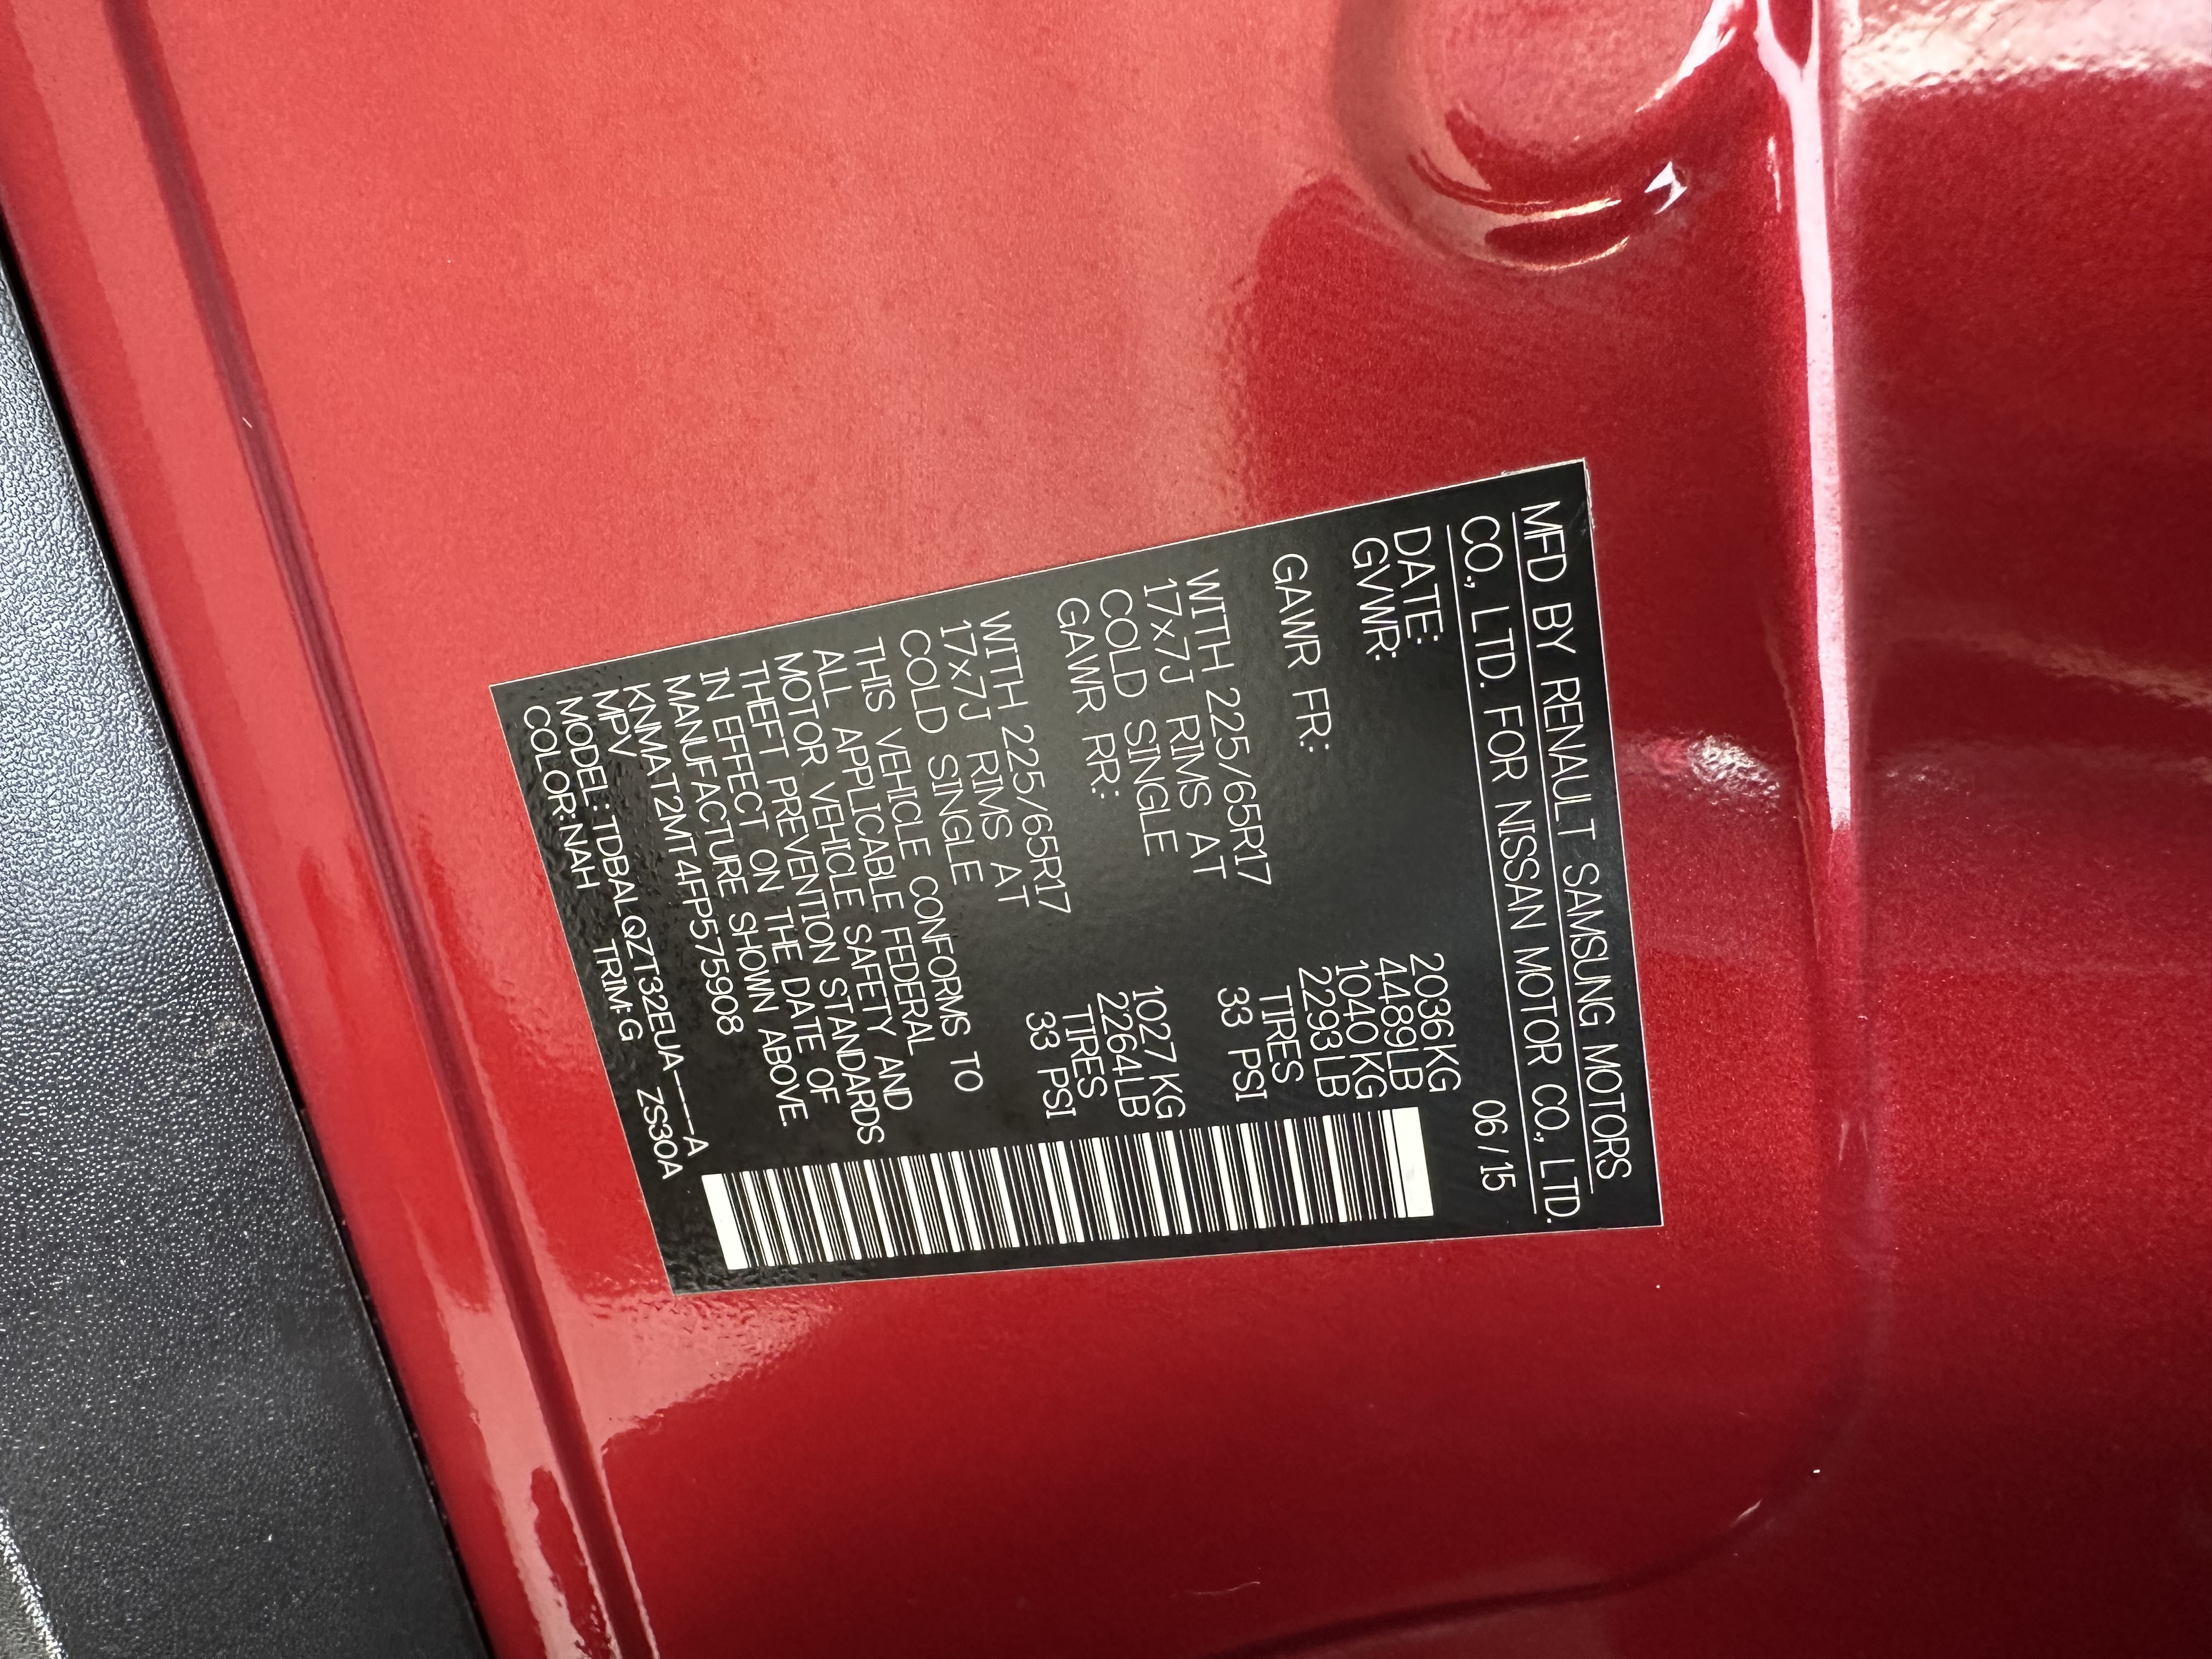 MFD BY RENAULT SAMSUNG MOTORS
CO., LTD. FOR NISSAN MOTOR CO., LTD.
DATE: 06/15
GVWR: 2036KG
4489LB
GAWR FR: 1040KG
2293LB
WITH 225/65R17 TIRES
17x7J RIMS AT 33 PSI
COLD SINGLE
GAWR RR: 1027KG
2264LB
WITH 225/65R17 TIRES
17x7J RIMS AT 33 PSI
COLD SINGLE
THIS VEHICLE CONFORMS TO
ALL APPLICABLE FEDERAL
MOTOR VEHICLE SAFETY AND
THEFT PREVENTION STANDARDS
IN EFFECT ON THE DATE OF
MANUFACTURE SHOWN ABOVE.
KNMAT2MT4FP575908
MPV
MODEL: TDBALQZT32EUA----A
COLOR: NAH TRIM: G ZS30A